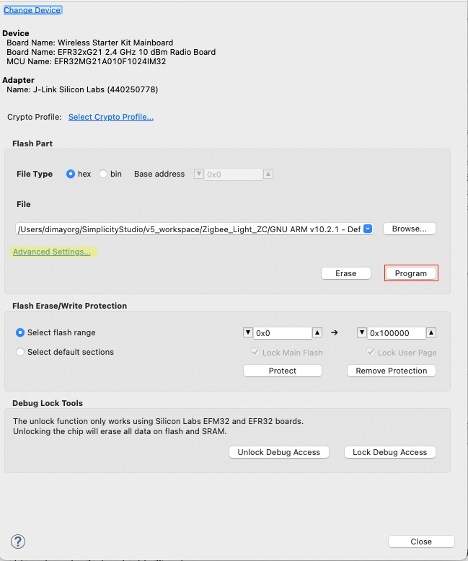 Change Device
Device
Board Name: Wireless Starter Kit Mainboard
Board Name: EFR32xG21 2.4 GHz 10 dBm Radio Board
MCU Name: EFR32MG21A010F1024IM32
Adapter
Name: J-Link Silicon Labs (440250778)
Crypto Profile: Select Crypto Profile...
Flash Part
File Type hex bin Base address 0x0
File
/Users/dimayorg/SimplicityStudio/v5_workspace/Zigbee_Light_ZC/GNU ARM v10.2.1 - Def Browse...
Advanced Settings...
Erase Program
Flash Erase/Write Protection
Select flash range 0x0 → 0x100000
Select default sections Lock Main Flash Lock User Page
Protect Remove Protection
Debug Lock Tools
The unlock function only works using Silicon Labs EFM32 and EFR32 boards.
Unlocking the chip will erase all data on flash and SRAM.
Unlock Debug Access Lock Debug Access
? Close